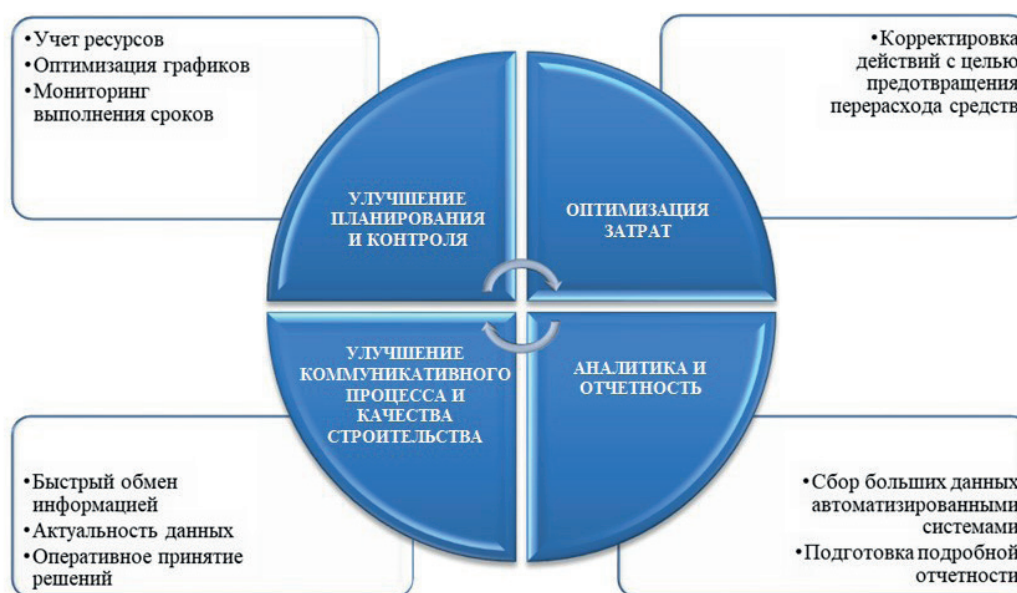 •Учет ресурсов
•Оптимизация графиков
•Мониторинг
выполнения сроков
•Корректировка
действий с целью
предотвращения
перерасхода средств
УЛУЧШЕНИЕ
ПЛАНИРОВАНИЯ
И КОНТРОЛЯ
ОПТИМИЗАЦИЯ
ЗАТРАТ
УЛУЧШЕНИЕ
КОММУНИКАТИВНОГО
ПРОЦЕССА И
КАЧЕСТВА
СТРОИТЕЛЬСТВА
АНАЛИТИКА И
ОТЧЕТНОСТЬ
•Быстрый обмен
информацией
•Актуальность данных
•Оперативное принятие
решений
•Сбор больших данных
автоматизированными
системами
•Подготовка подробной
отчетности